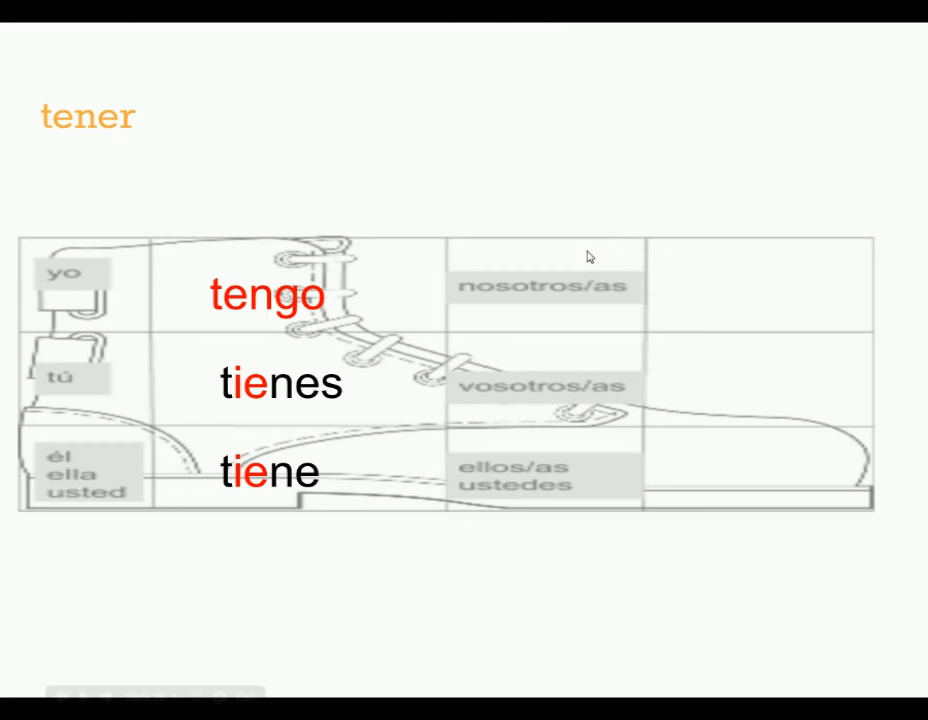 tener
yo
tengo
nosotros/as
tú
tienes
vosotros/as
él
ella
usted
tiene
ellos/as
ustedes